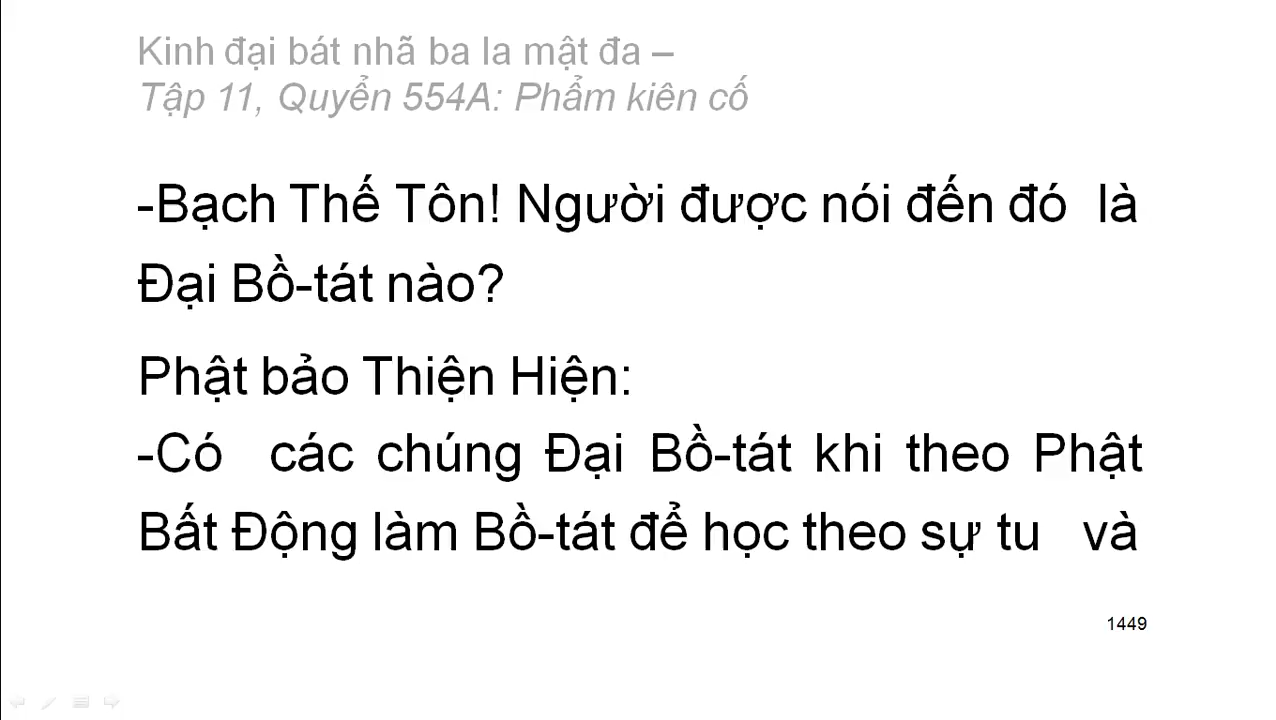 Kinh đại bát nhã ba la mật đa –
Tập 11, Quyển 554A: Phẩm kiên cố
-Bạch Thế Tôn! Người được nói đến đó là
Đại Bồ-tát nào?
Phật bảo Thiện Hiện:
-Có các chúng Đại Bồ-tát khi theo Phật
Bất Động làm Bồ-tát để học theo sự tu và
1449